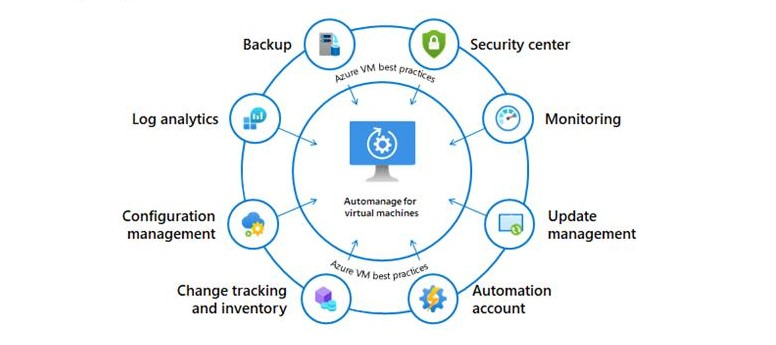 Backup
Security center
Azure VM best practices
Log analytics
Monitoring
Automanage for
virtual machines
Configuration
management
Update
management
Azure VM best practices
Change tracking
and inventory
Automation
account